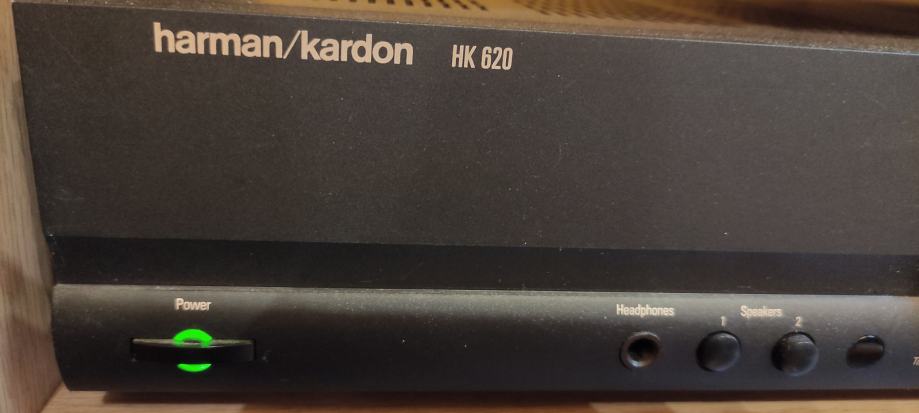 harman/kardon HK 620
Power
Headphones
Speakers
1 2